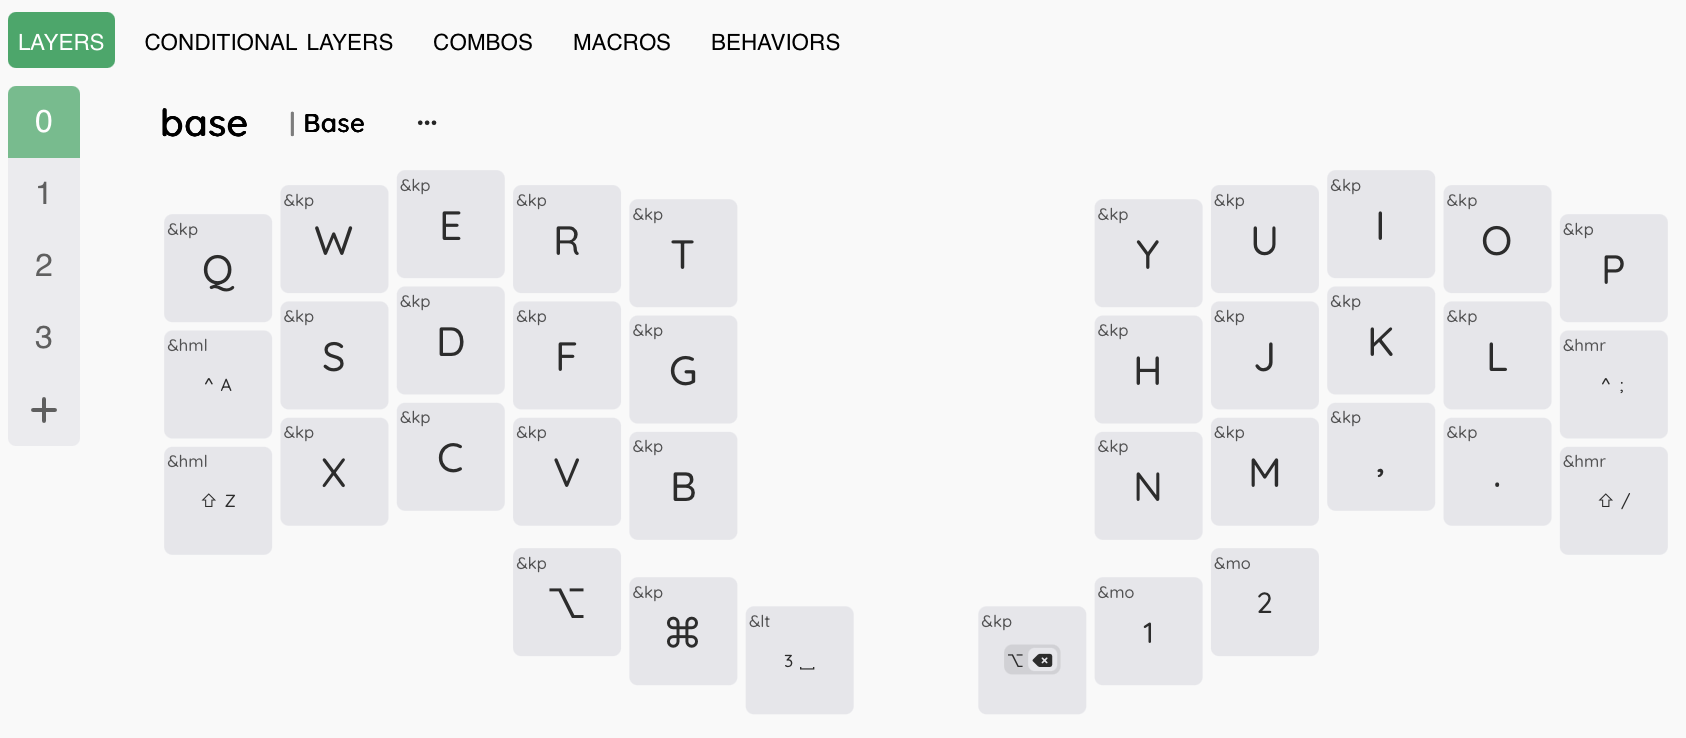 LAYERS CONDITIONAL LAYERS COMBOS MACROS BEHAVIORS
0
1
2
3
+
base | Base ···
&kp Q &kp W &kp E &kp R &kp T &kp Y &kp U &kp I &kp O &kp P
&hml ^ A &kp S &kp D &kp F &kp G &kp H &kp J &kp K &kp L &hmr ^ ;
&hml ⇧ Z &kp X &kp C &kp V &kp B &kp N &kp M &kp , &kp . &hmr ⇧ /
&kp ⌥ &kp ⌘ &lt 3 ⎵ &kp ⌥ ⌫ &mo 1 &mo 2